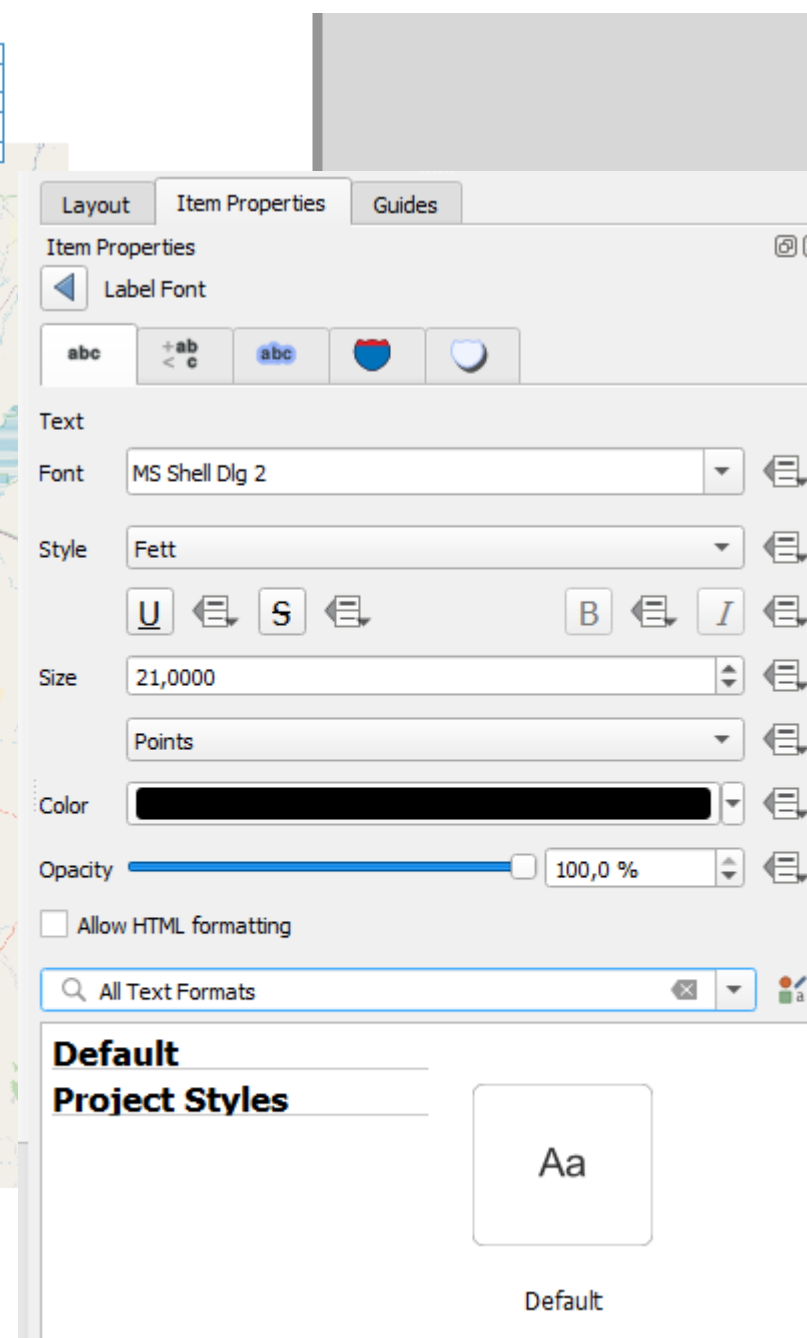 Layout Item Properties Guides
Item Properties
Label Font
abc +ab < c abc
Text
Font MS Shell Dlg 2
Style Fett
U S B I
Size 21,0000
Points
Color
Opacity 100,0 %
Allow HTML formatting
All Text Formats
a
Default
Project Styles
Aa
Default